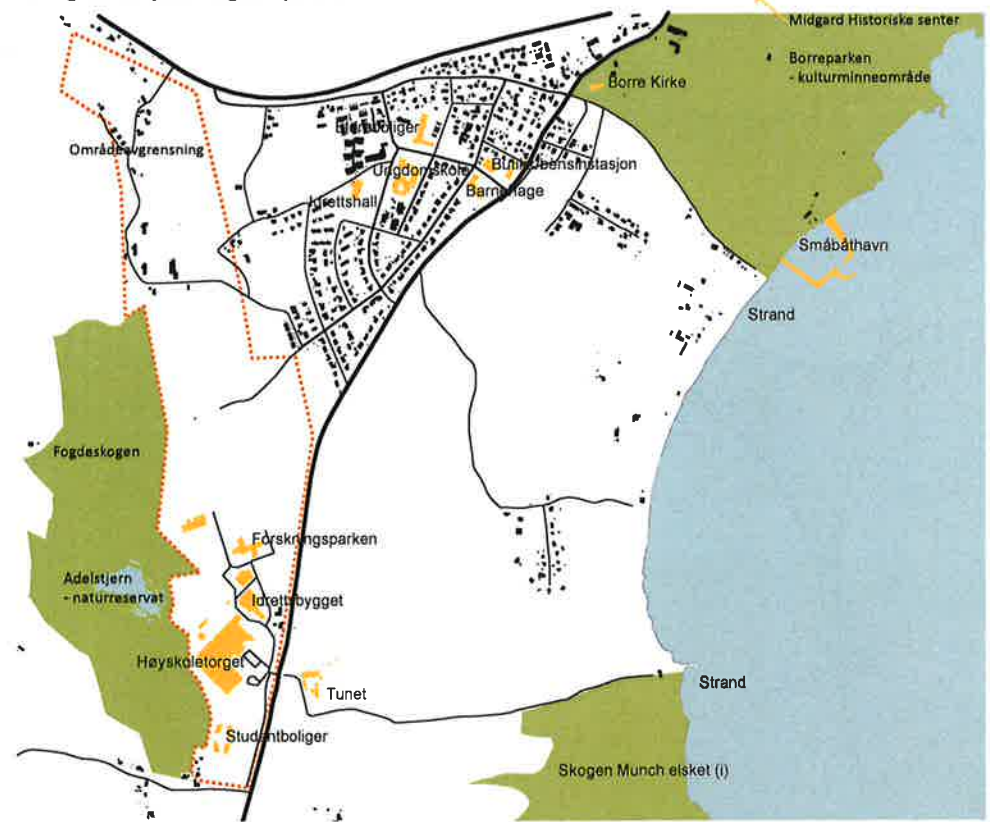 Midgard Historiske senter
Borreparken
- kulturminneområde
Borre Kirke
Områdeavgrensning
Ungdomskole
Idrettshall
Barnehage
Småbåthavn
Strand
Fogdeskogen
Forskningsparken
Adelstjern
- naturreservat
Idrettsbygget
Høyskoletorget
Tunet
Strand
Studentboliger
Skogen Munch elsket (i)